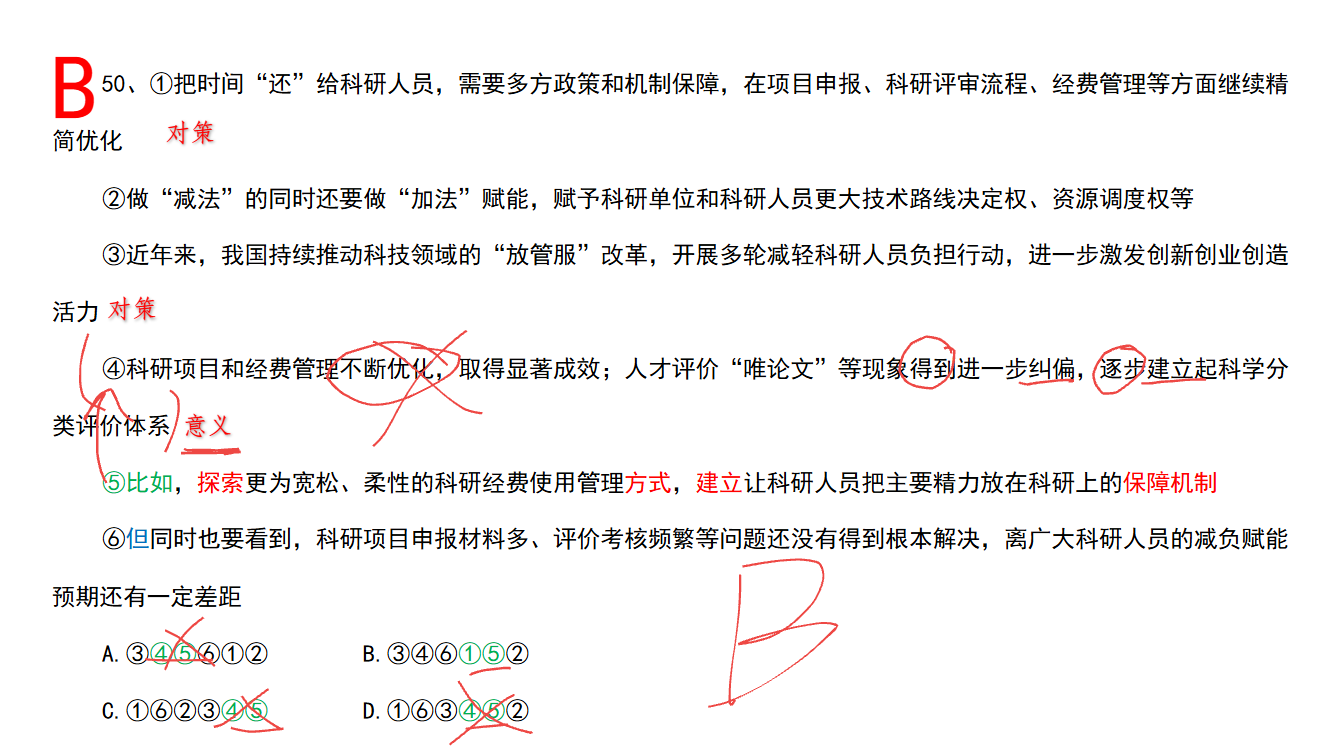 B 50、①把时间“还”给科研人员，需要多方政策和机制保障，在项目申报、科研评审流程、经费管理等方面继续精
简优化 对策
②做“减法”的同时还要做“加法”赋能，赋予科研单位和科研人员更大技术路线决定权、资源调度权等
③近年来，我国持续推动科技领域的“放管服”改革，开展多轮减轻科研人员负担行动，进一步激发创新创业创造
活力 对策
④科研项目和经费管理不断优化，取得显著成效；人才评价“唯论文”等现象得到进一步纠偏，逐步建立起科学分
类评价体系 意义
⑤比如，探索更为宽松、柔性的科研经费使用管理方式，建立让科研人员把主要精力放在科研上的保障机制
⑥但同时也要看到，科研项目申报材料多、评价考核频繁等问题还没有得到根本解决，离广大科研人员的减负赋能
预期还有一定差距
B
A.③④⑤⑥①② B.③④⑥①⑤②
C.①⑥②③④⑤ D.①⑥③④⑤②